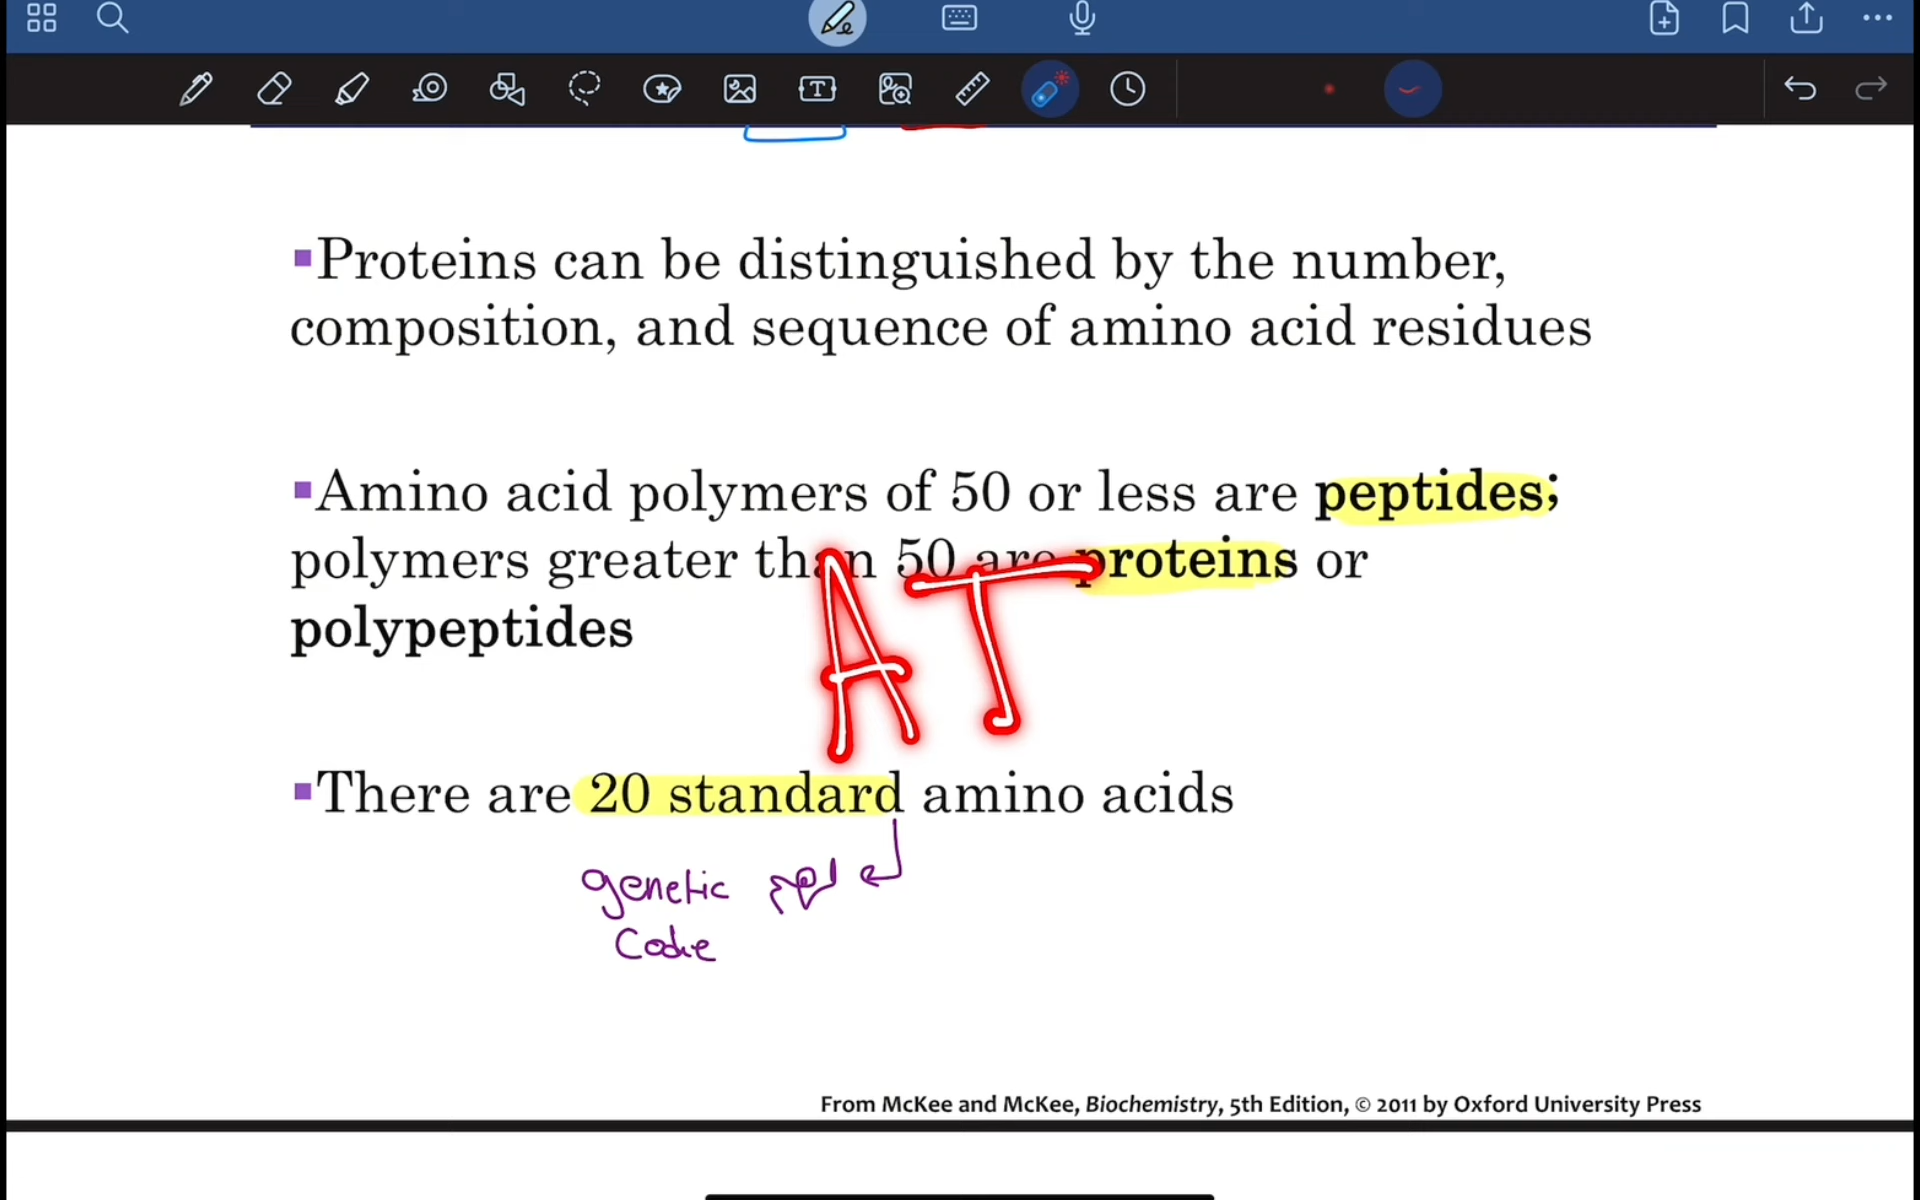 ▪Proteins can be distinguished by the number,
composition, and sequence of amino acid residues
▪Amino acid polymers of 50 or less are peptides;
polymers greater than 50 are proteins or
polypeptides
AT
▪There are 20 standard amino acids
genetic
Code
From McKee and McKee, Biochemistry, 5th Edition, © 2011 by Oxford University Press